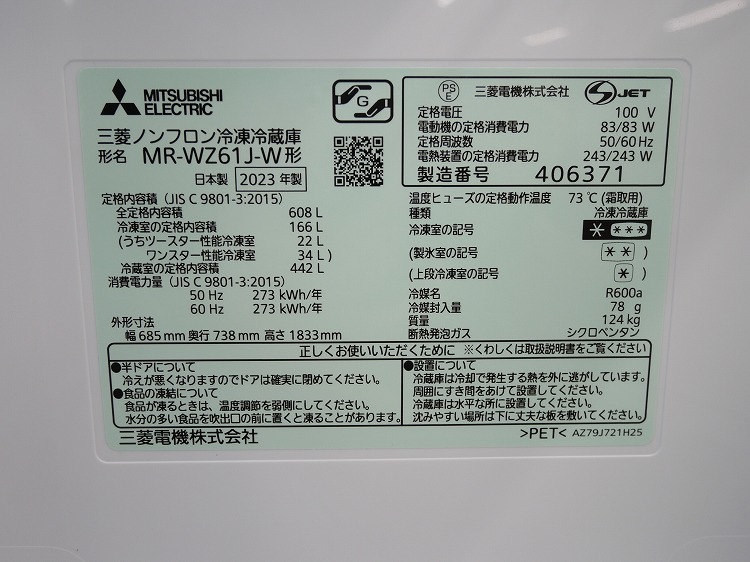 MITSUBISHI
ELECTRIC
G
三菱ノンフロン冷凍冷蔵庫
形名 MR-WZ61J-W形
日本製 2023年製
定格内容積(JIS C 9801-3:2015)
全定格内容積 608 L
冷凍室の定格内容積 166 L
(うちツースター性能冷凍室 22 L
ワンスター性能冷凍室 34 L)
冷蔵室の定格内容積 442 L
消費電力量(JIS C 9801-3:2015)
50 Hz 273 kWh/年
60 Hz 273 kWh/年
外形寸法
幅 685mm 奥行 738mm 高さ 1833mm
PS
E
三菱電機株式会社 S JET
定格電圧 100 V
電動機の定格消費電力 83/83 W
定格周波数 50/60 Hz
電熱装置の定格消費電力 243/243 W
製造番号 406371
温度ヒューズの定格動作温度 73℃(霜取用)
種類 冷凍冷蔵庫
冷凍室の記号 * ***
(製氷室の記号 ** )
(上段冷凍室の記号 * )
冷媒名 R600a
冷媒封入量 78 g
質量 124 kg
断熱発泡ガス シクロペンタン
正しくお使いいただくために ※くわしくは取扱説明書をご覧ください
●半ドアについて
冷えが悪くなりますのでドアは確実に閉めてください。
●食品の凍結について
食品が凍るときは、温度調節を弱側にしてください。
水分の多い食品を吹出口の前に置くと凍ることがあります。
●設置について
冷蔵庫は冷却で発生する熱を外に逃がしています。
周囲にすき間をあけて設置してください。
冷蔵庫は水平な所に設置してください。
沈みやすい場所は下に丈夫な板を敷いてください。
三菱電機株式会社 >PET< AZ79J721H25